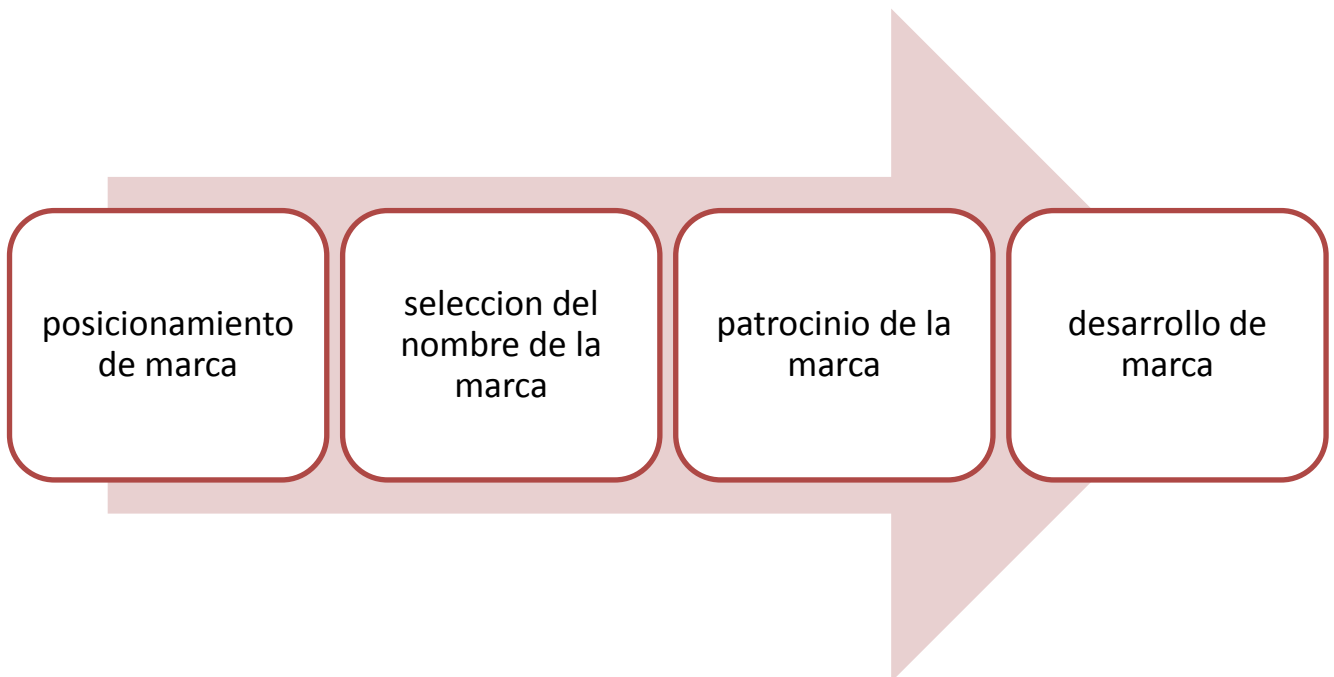 posicionamiento
de marca
seleccion del
nombre de la
marca
patrocinio de la
marca
desarrollo de
marca